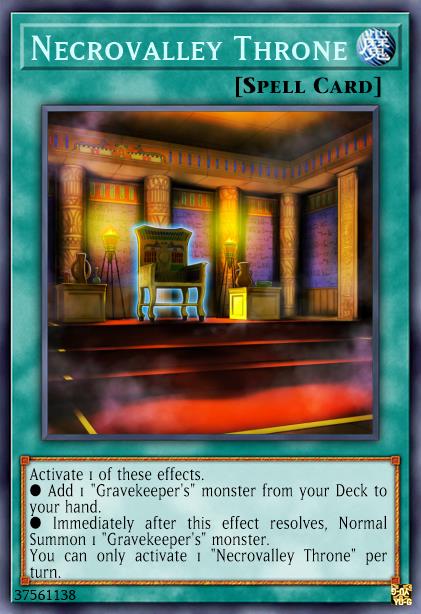 Necrovalley Throne
[Spell Card]
Activate 1 of these effects.
● Add 1 "Gravekeeper's" monster from your Deck to
your hand.
● Immediately after this effect resolves, Normal
Summon 1 "Gravekeeper's" monster.
You can only activate 1 "Necrovalley Throne" per
turn.
37561138